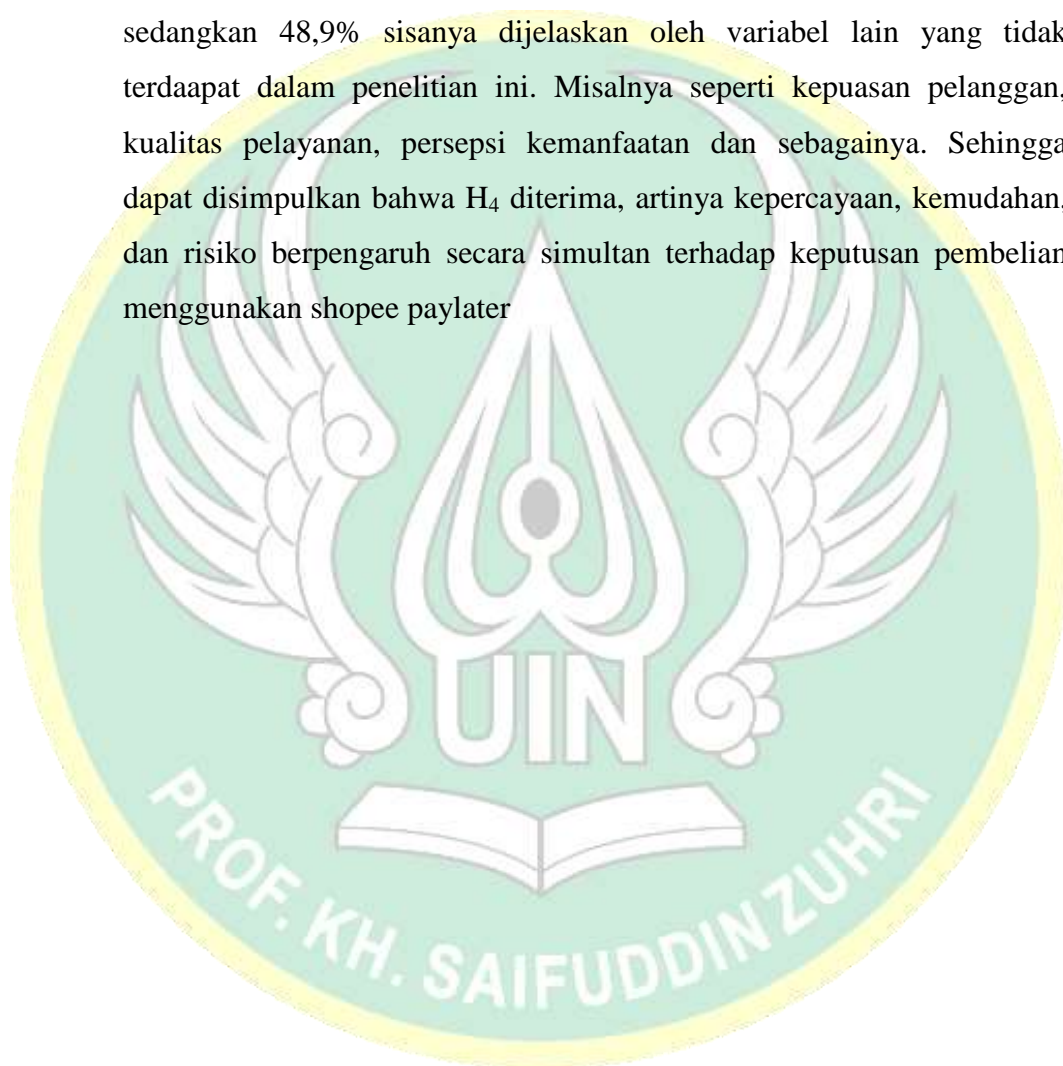 sedangkan 48,9% sisanya dijelaskan oleh variabel lain yang tidak
terdaapat dalam penelitian ini. Misalnya seperti kepuasan pelanggan,
kualitas pelayanan, persepsi kemanfaatan dan sebagainya. Sehingga
dapat disimpulkan bahwa H₄ diterima, artinya kepercayaan, kemudahan,
dan risiko berpengaruh secara simultan terhadap keputusan pembelian
menggunakan shopee paylater
UIN
PROF. KH. SAIFUDDIN ZUHRI